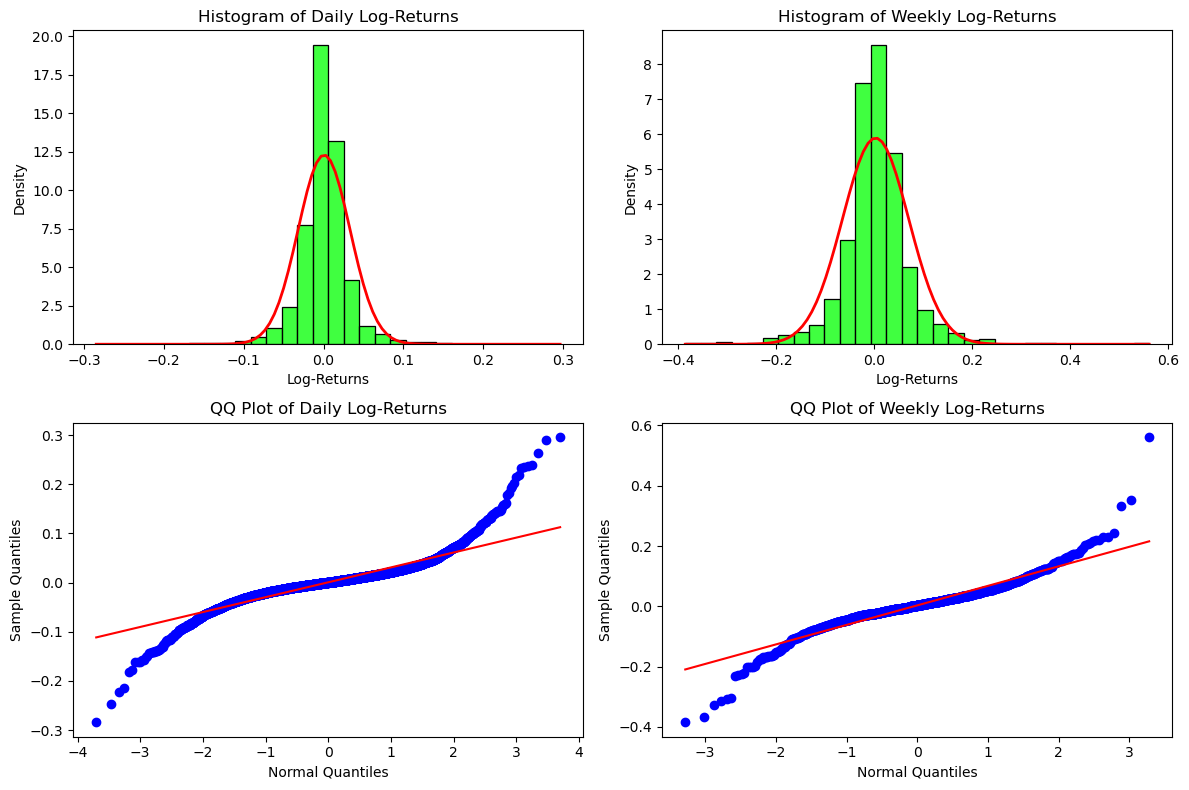 Histogram of Daily Log-Returns
20.0
17.5
15.0
12.5
10.0
7.5
5.0
2.5
0.0
Density
−0.3 −0.2 −0.1 0.0 0.1 0.2 0.3
Log-Returns
Histogram of Weekly Log-Returns
8
7
6
5
4
3
2
1
0
Density
−0.4 −0.2 0.0 0.2 0.4 0.6
Log-Returns
QQ Plot of Daily Log-Returns
0.3
0.2
0.1
0.0
−0.1
−0.2
−0.3
Sample Quantiles
−4 −3 −2 −1 0 1 2 3 4
Normal Quantiles
QQ Plot of Weekly Log-Returns
0.6
0.4
0.2
0.0
−0.2
−0.4
Sample Quantiles
−3 −2 −1 0 1 2 3
Normal Quantiles